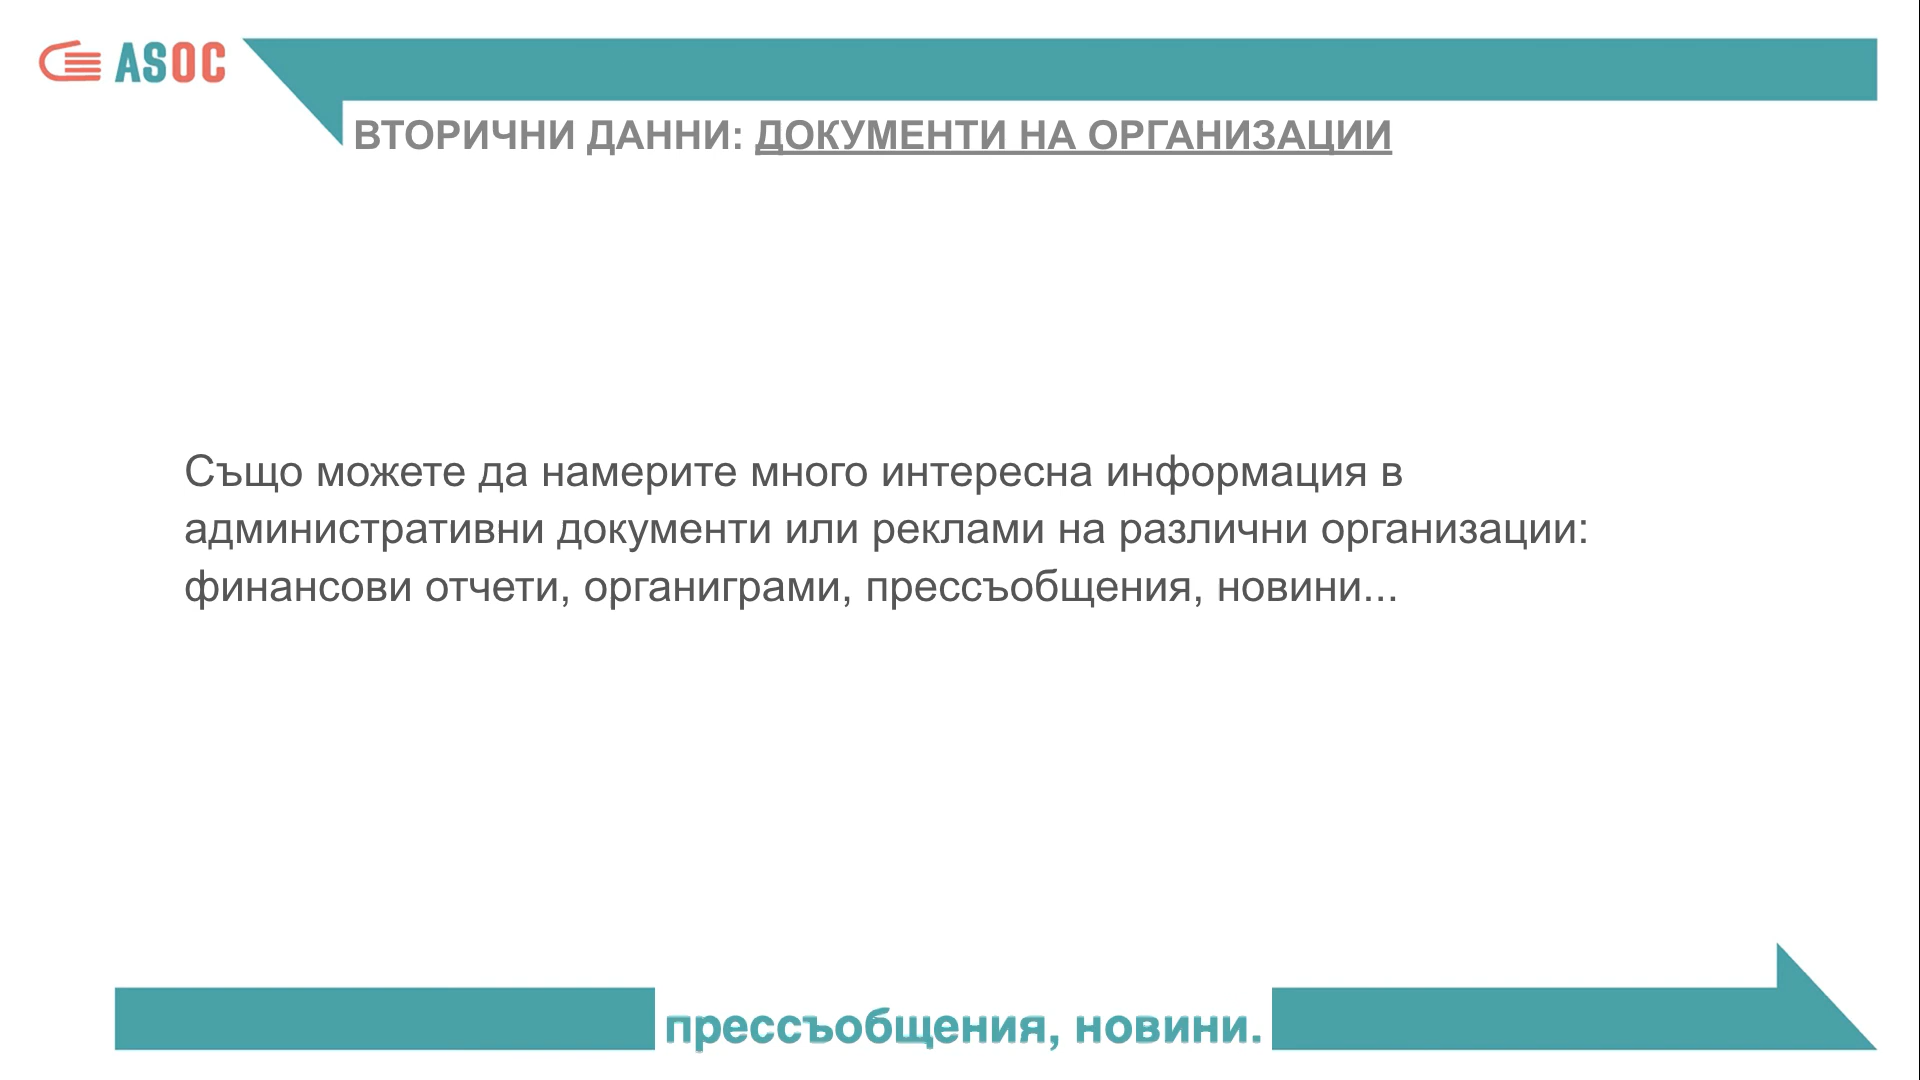 ASOC
ВТОРИЧНИ ДАННИ: ДОКУМЕНТИ НА ОРГАНИЗАЦИИ
Също можете да намерите много интересна информация в
административни документи или реклами на различни организации:
финансови отчети, органиграми, прессъобщения, новини...
прессъобщения, новини.